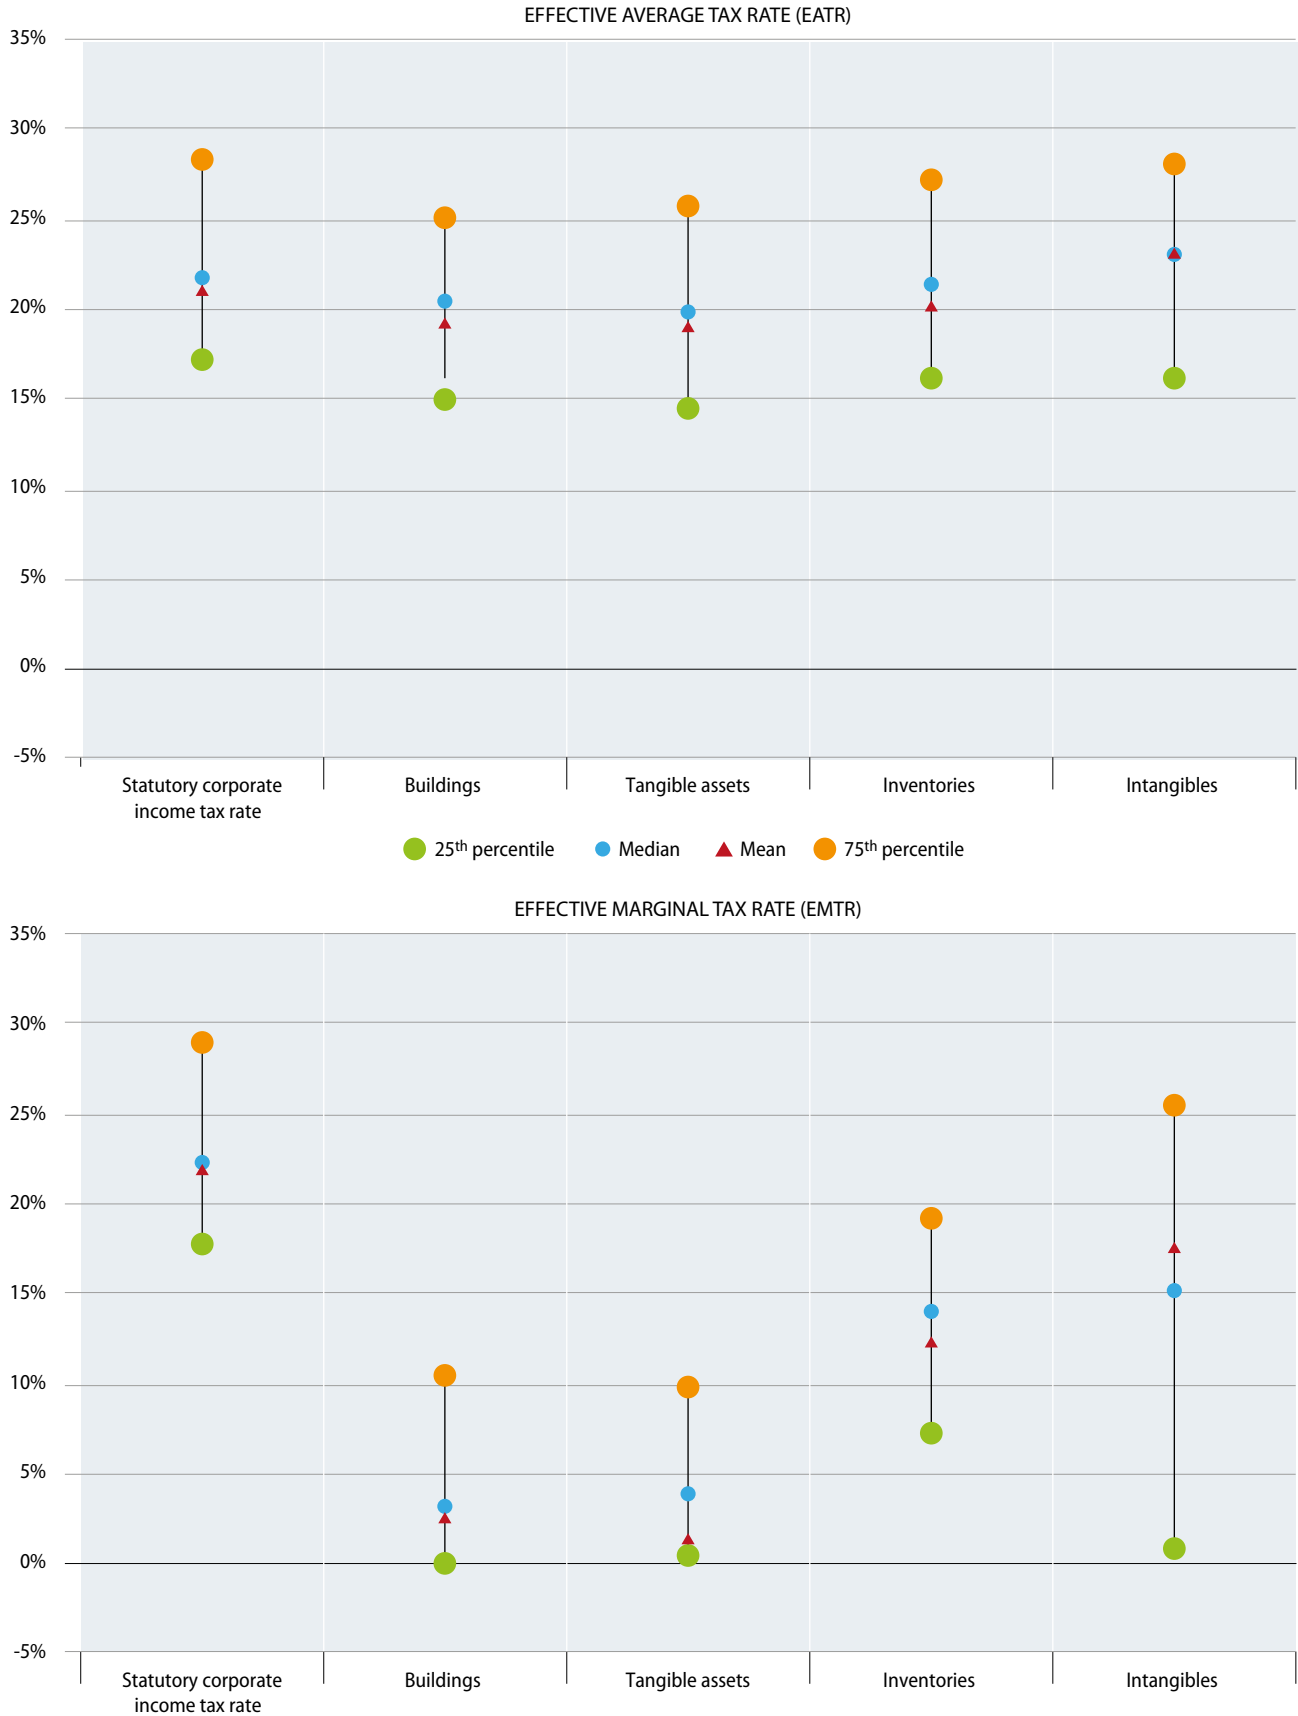 EFFECTIVE AVERAGE TAX RATE (EATR)
35%
30%
25%
20%
15%
10%
5%
0%
-5%
Statutory corporate
income tax rate
Buildings
Tangible assets
Inventories
Intangibles
25th percentile
Median
Mean
75th percentile
EFFECTIVE MARGINAL TAX RATE (EMTR)
35%
30%
25%
20%
15%
10%
5%
0%
-5%
Statutory corporate
income tax rate
Buildings
Tangible assets
Inventories
Intangibles